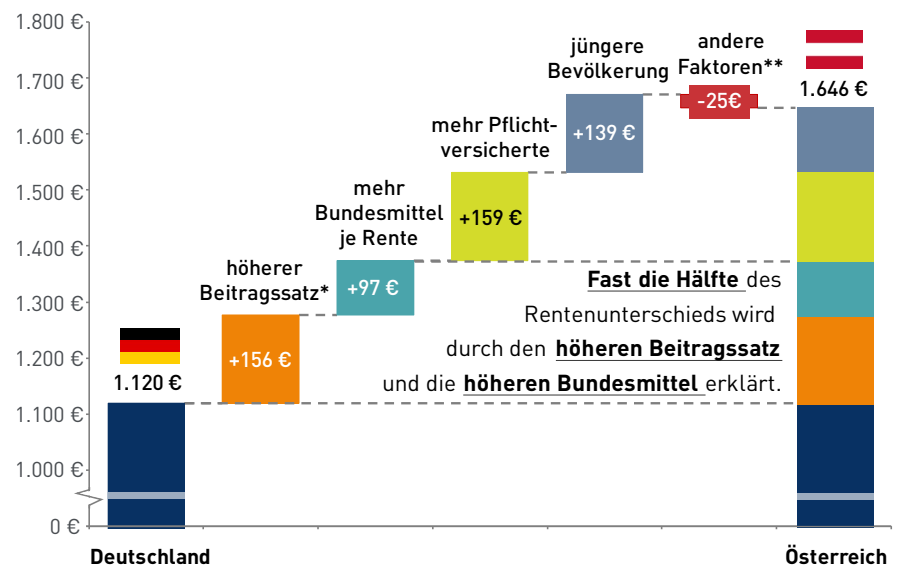 1.800 €
1.700 €
1.600 €
1.500 €
1.400 €
1.300 €
1.200 €
1.100 €
1.000 €
0 €
1.120 €
höherer
Beitragssatz*
+156 €
mehr
Bundesmittel
je Rente
+97 €
mehr Pflicht-
versicherte
+159 €
jüngere
Bevölkerung
+139 €
andere
Faktoren**
-25€
1.646 €
Fast die Hälfte des
Rentenunterschieds wird
durch den höheren Beitragssatz
und die höheren Bundesmittel erklärt.
Deutschland
Österreich